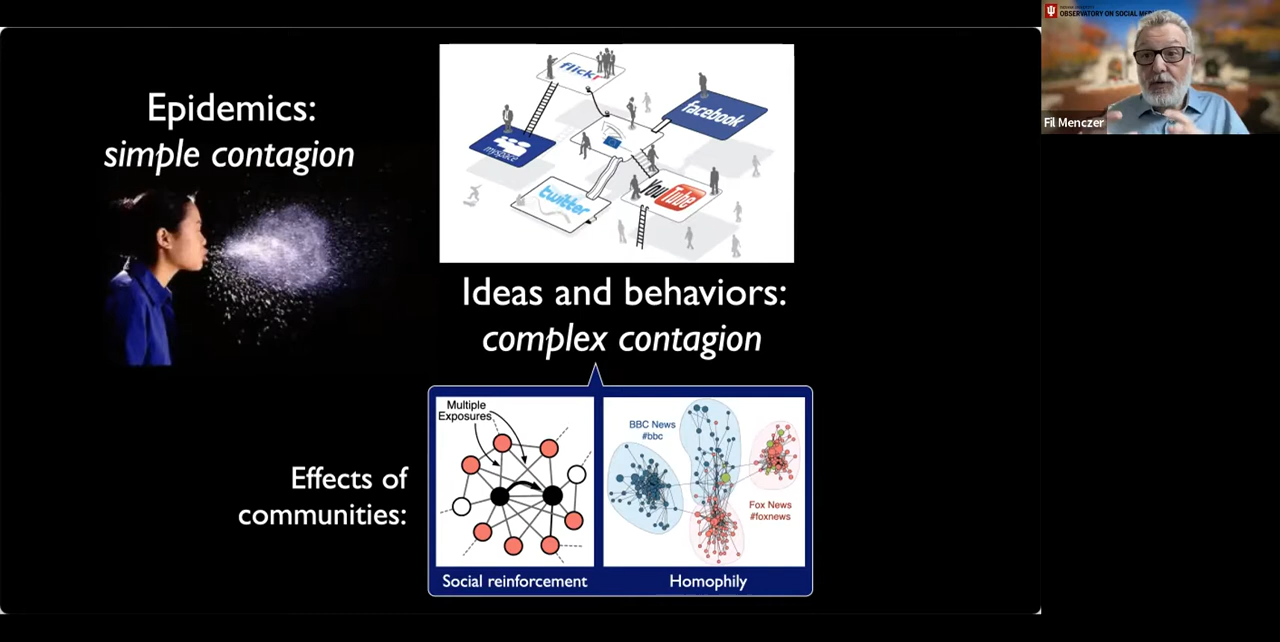 Epidemics:
simple contagion
flickr
facebook
myspace
twitter
YouTube
Ideas and behaviors:
complex contagion
Effects of
communities:
Multiple
Exposures
Social reinforcement
BBC News
#bbc
Fox News
#foxnews
Homophily
OBSERVATORY ON SOCIAL
Fil Menczer